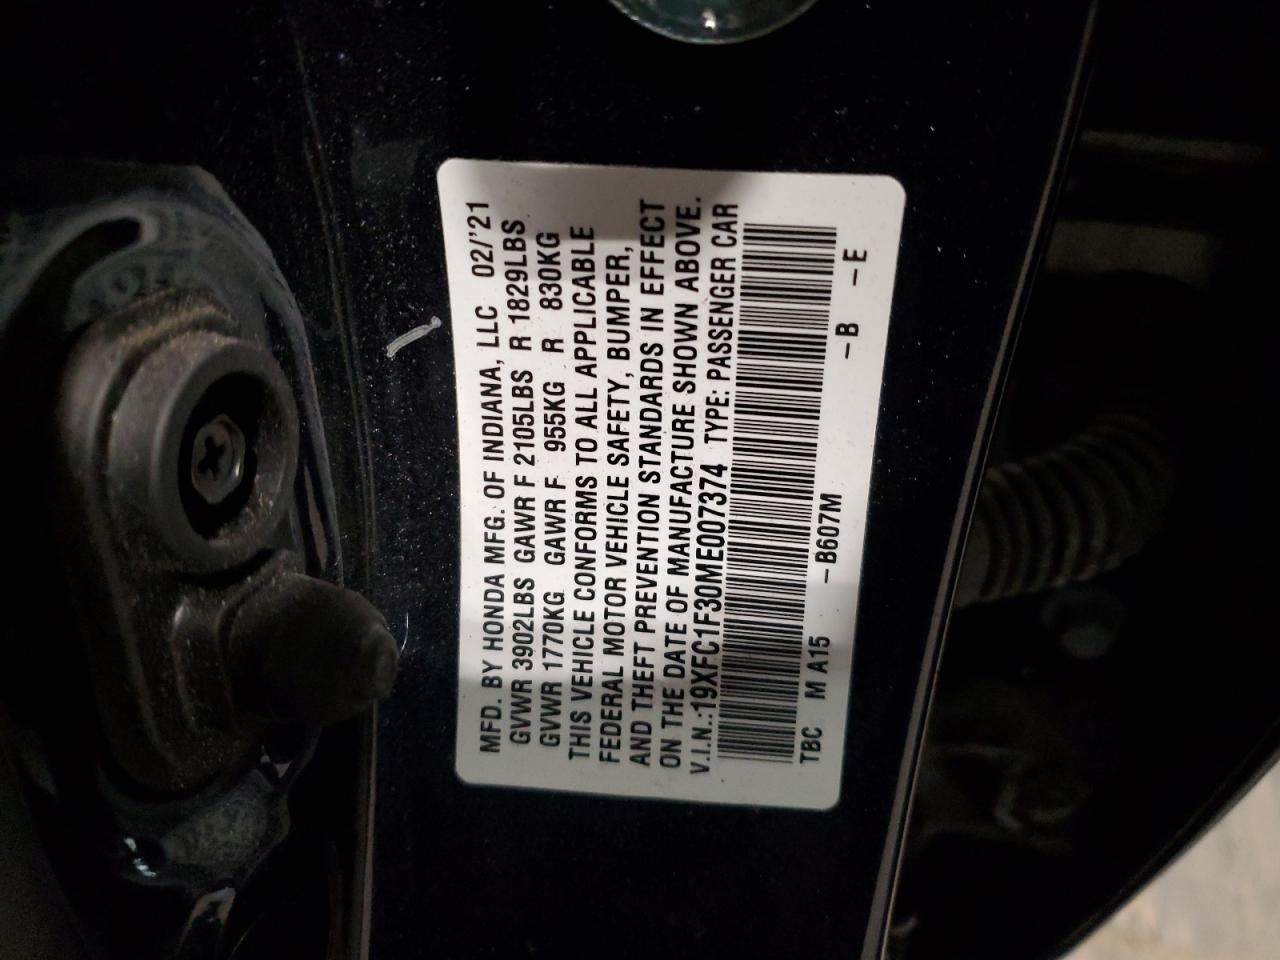 MFD. BY HONDA MFG. OF INDIANA, LLC 02/'21
GVWR 3902LBS GAWR F 2105LBS R 1829LBS
GVWR 1770KG GAWR F 955KG R 830KG
THIS VEHICLE CONFORMS TO ALL APPLICABLE
FEDERAL MOTOR VEHICLE SAFETY, BUMPER,
AND THEFT PREVENTION STANDARDS IN EFFECT
ON THE DATE OF MANUFACTURE SHOWN ABOVE.
V.I.N.:19XFC1F30ME007374 TYPE: PASSENGER CAR
TBC M A15 -B607M -B -E